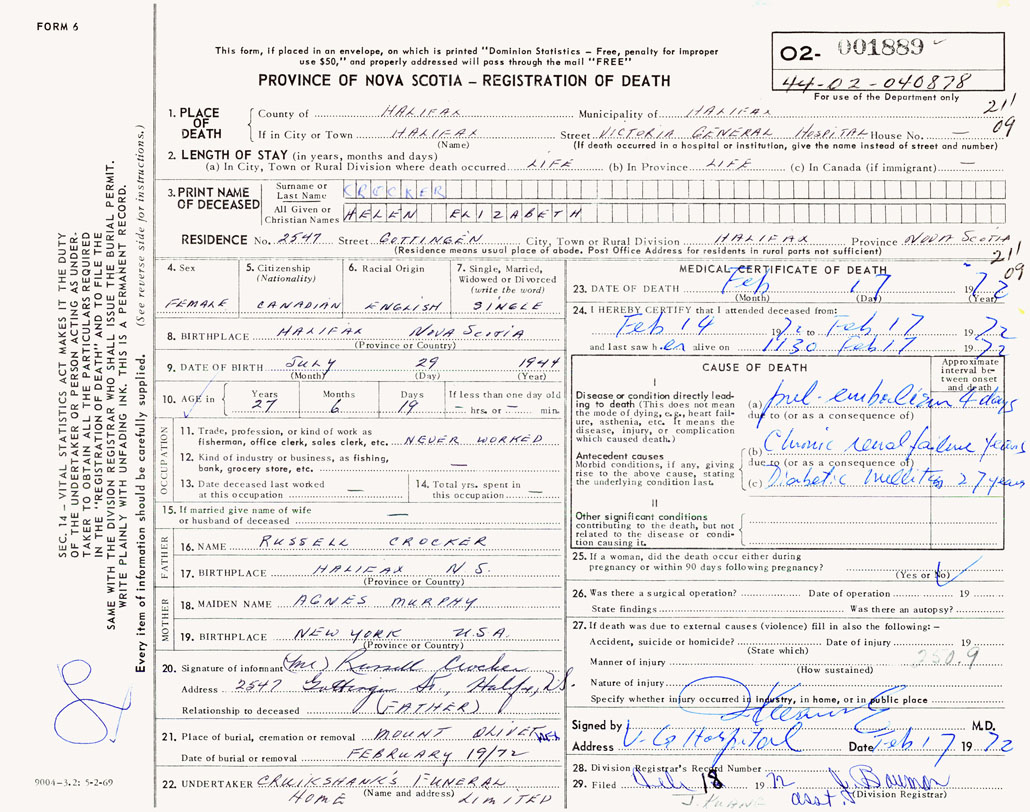 FORM 6
This form, if placed in an envelope, on which is printed "Dominion Statistics – Free, penalty for improper
use $50," and properly addressed will pass through the mail "FREE"
PROVINCE OF NOVA SCOTIA – REGISTRATION OF DEATH
O2- 001889
44-02-040878
For use of the Department only
211
09
1. PLACE OF DEATH
County of HALIFAX Municipality of HALIFAX
If in City or Town HALIFAX Street VICTORIA GENERAL HOSPITAL House No. —
(Name) (If death occurred in a hospital or institution, give the name instead of street and number)
2. LENGTH OF STAY (in years, months and days)
(a) In City, Town or Rural Division where death occurred LIFE (b) In Province LIFE (c) In Canada (if immigrant) —
3. PRINT NAME OF DECEASED
Surname or Last Name CROCKER
All Given or Christian Names HELEN ELIZABETH
RESIDENCE No. 2547 Street GOTTINGEN City, Town or Rural Division HALIFAX Province NOVA SCOTIA
(Residence means usual place of abode. Post Office Address for residents in rural parts not sufficient)
211
09
4. Sex 5. Citizenship (Nationality) 6. Racial Origin 7. Single, Married, Widowed or Divorced (write the word)
FEMALE CANADIAN ENGLISH SINGLE
8. BIRTHPLACE HALIFAX NOVA SCOTIA
(Province or Country)
9. DATE OF BIRTH JULY 29 1944
(Month) (Day) (Year)
10. AGE in Years Months Days If less than one day old
27 6 19 – hrs. or – min.
OCCUPATION
11. Trade, profession, or kind of work as
fisherman, office clerk, sales clerk, etc. NEVER WORKED
12. Kind of industry or business, as fishing,
bank, grocery store, etc. —
13. Date deceased last worked
at this occupation —
14. Total yrs. spent in
this occupation —
15. If married give name of wife
or husband of deceased —
FATHER
16. NAME RUSSELL CROCKER
17. BIRTHPLACE HALIFAX N.S.
(Province or Country)
MOTHER
18. MAIDEN NAME AGNES MURPHY
19. BIRTHPLACE NEW YORK U.S.A.
(Province or Country)
20. Signature of informant (Mr) Russell Crocker
Address 2547 Gottingen St., Halifax, N.S.
Relationship to deceased (FATHER)
21. Place of burial, cremation or removal MOUNT OLIVET
Date of burial or removal FEBRUARY 19/72
22. UNDERTAKER CRUIKSHANK'S FUNERAL
(Name and address)
HOME LIMITED
MEDICAL CERTIFICATE OF DEATH
23. DATE OF DEATH Feb 17 1972
(Month) (Day) (Year)
24. I HEREBY CERTIFY that I attended deceased from:
Feb 14 1972 to Feb 17 1972
and last saw her alive on 1130 Feb 17 1972
CAUSE OF DEATH
Approximate interval between onset and death
I
Disease or condition directly leading to death (This does not mean the mode of dying, e.g., heart failure, asthenia, etc. It means the disease, injury, or complication which caused death.)
(a) pul. embolism 4 days
due to (or as a consequence of)
Antecedent causes
Morbid conditions, if any, giving rise to the above cause, stating the underlying condition last.
(b) Chronic renal failure years
due to (or as a consequence of)
(c) Diabetic mellitus 27 years
II
Other significant conditions
contributing to the death, but not
related to the disease or condi-
tion causing it.
25. If a woman, did the death occur either during
pregnancy or within 90 days following pregnancy?
(Yes or No)
26. Was there a surgical operation? Date of operation 19
State findings Was there an autopsy?
27. If death was due to external causes (violence) fill in also the following:–
Accident, suicide or homicide? Date of injury 19
(State which)
250.9
Manner of injury
(How sustained)
Nature of injury
Specify whether injury occurred in industry, in home, or in public place
Signed by M.D.
Address V.G. Hospital Date Feb 17 1972
28. Division Registrar's Record Number
29. Filed 18 1972
asst.
(Division Registrar)
SEC. 14 – VITAL STATISTICS ACT MAKES IT THE DUTY
OF THE UNDERTAKER OR PERSON ACTING AS UNDER-
TAKER TO OBTAIN ALL THE PARTICULARS REQUIRED
IN THE "REGISTRATION OF DEATH" AND TO FILE THE
SAME WITH THE DIVISION REGISTRAR WHO SHALL ISSUE THE BURIAL PERMIT.
WRITE PLAINLY WITH UNFADING INK. THIS IS A PERMANENT RECORD.
Every item of information should be carefully supplied. (See reverse side for instructions.)
9004-3.2: 5-2-69